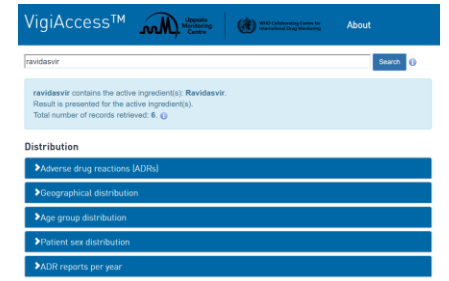 VigiAccess™
Uppsala
Monitoring
Centre
WHO Collaborating Centre for
International Drug Monitoring
About
ravidasvir
Search
ravidasvir contains the active ingredient(s): Ravidasvir.
Result is presented for the active ingredient(s).
Total number of records retrieved: 6.
Distribution
Adverse drug reactions (ADRs)
Geographical distribution
Age group distribution
Patient sex distribution
ADR reports per year